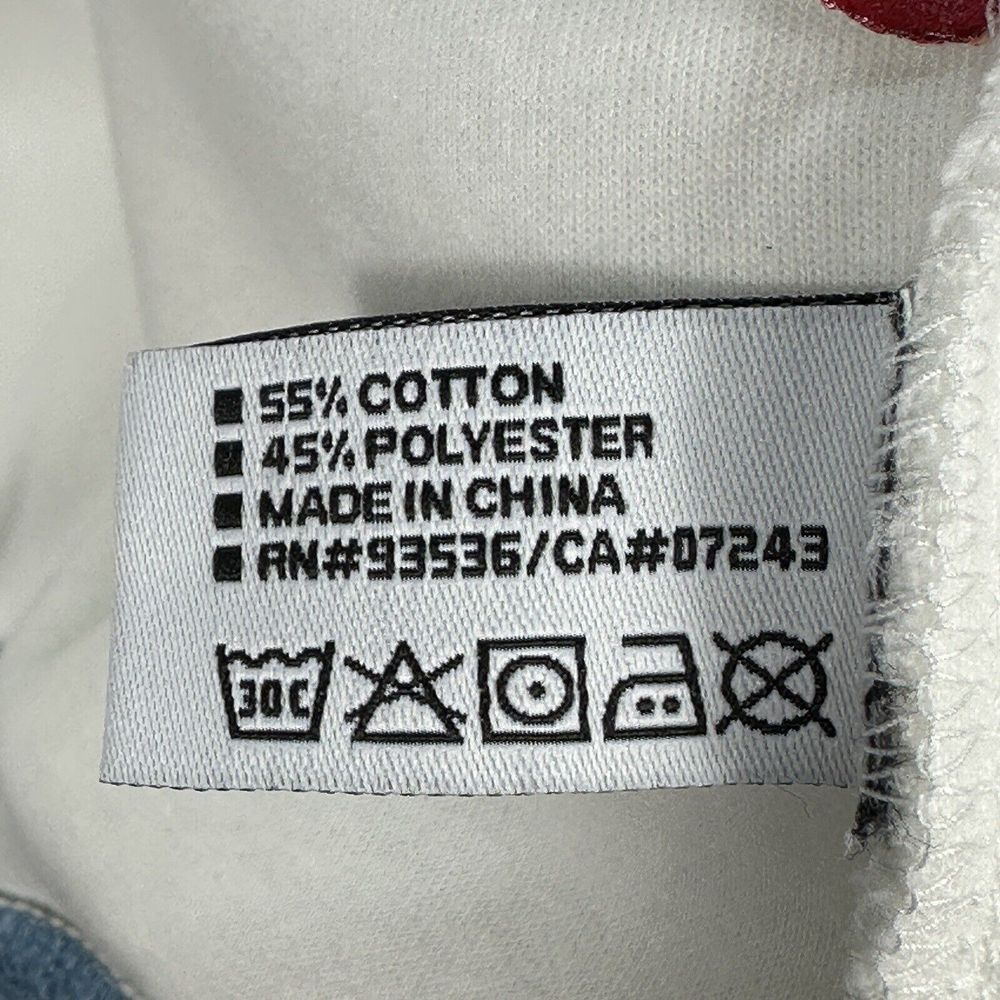 55% COTTON
45% POLYESTER
MADE IN CHINA
RN#93536/CA#07243
30C